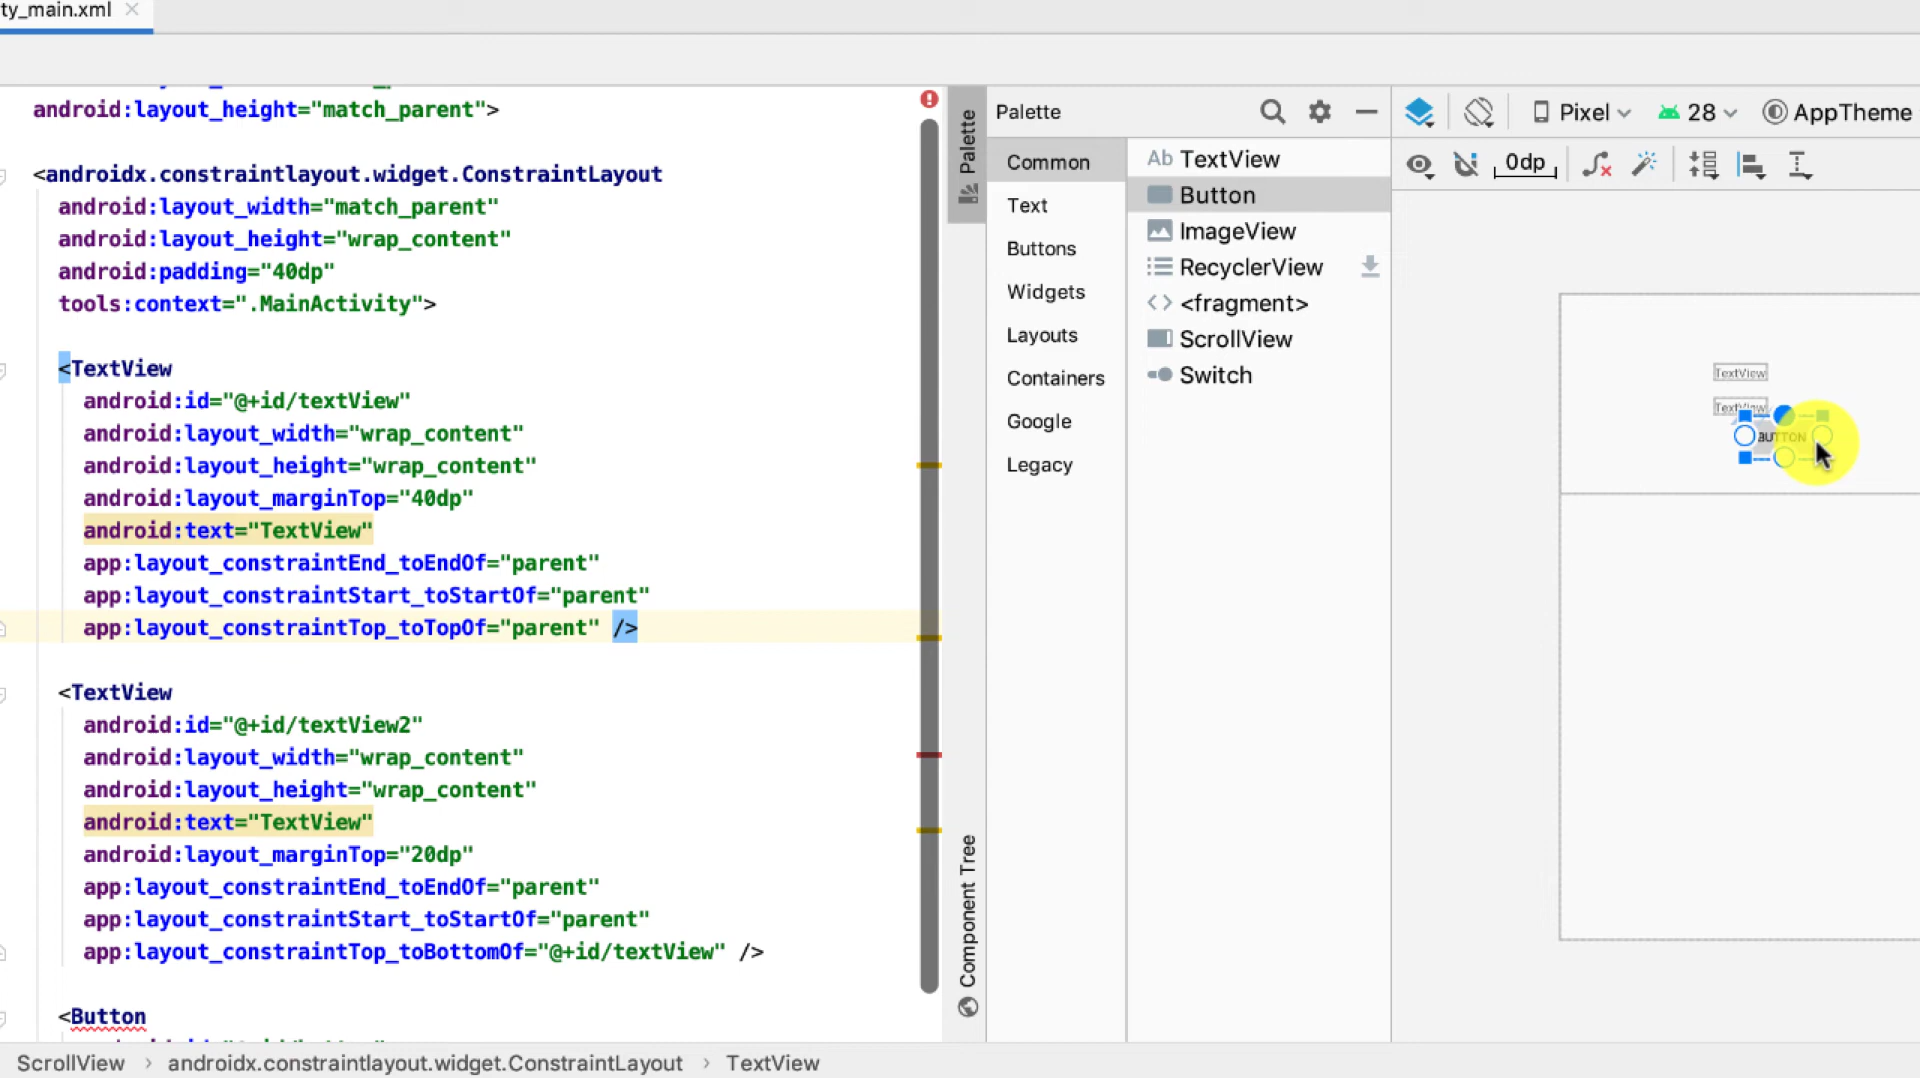 ty_main.xml
android:layout_height="match_parent">
<androidx.constraintlayout.widget.ConstraintLayout
android:layout_width="match_parent"
android:layout_height="wrap_content"
android:padding="40dp"
tools:context=".MainActivity">
<TextView
android:id="@+id/textView"
android:layout_width="wrap_content"
android:layout_height="wrap_content"
android:layout_marginTop="40dp"
android:text="TextView"
app:layout_constraintEnd_toEndOf="parent"
app:layout_constraintStart_toStartOf="parent"
app:layout_constraintTop_toTopOf="parent" />
<TextView
android:id="@+id/textView2"
android:layout_width="wrap_content"
android:layout_height="wrap_content"
android:text="TextView"
android:layout_marginTop="20dp"
app:layout_constraintEnd_toEndOf="parent"
app:layout_constraintStart_toStartOf="parent"
app:layout_constraintTop_toBottomOf="@+id/textView" />
<Button
ScrollView > androidx.constraintlayout.widget.ConstraintLayout > TextView
Palette
Component Tree
Palette
Common
Text
Buttons
Widgets
Layouts
Containers
Google
Legacy
Ab TextView
Button
ImageView
RecyclerView
<fragment>
ScrollView
Switch
Pixel 28 AppTheme
0dp
TextView
TextView
BUTTON